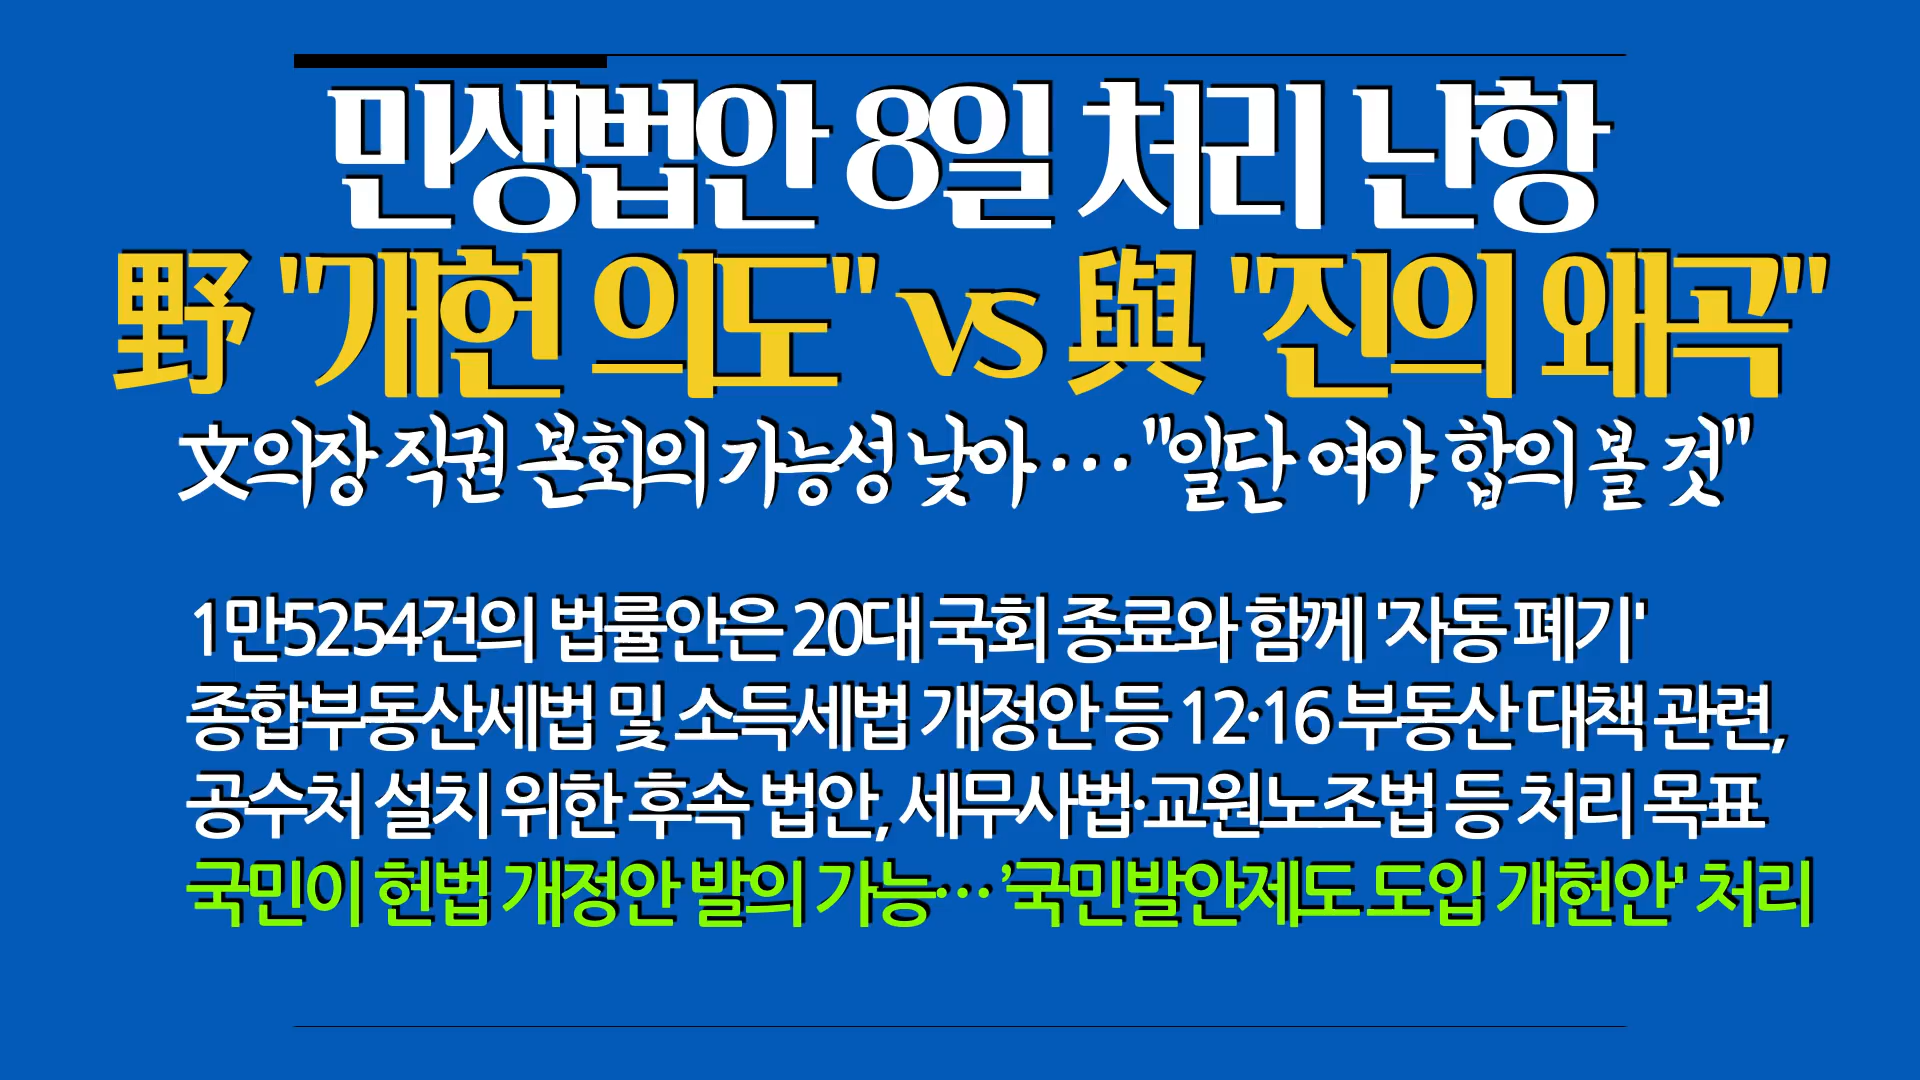 민생법안 8일 처리 난항
野 "개헌 의도" vs 與 "진의 왜곡"
文의장 직권 본회의 가능성 낮아… "일단 여야 합의 볼 것"
1만5254건의 법률안은 20대 국회 종료와 함께 '자동 폐기'
종합부동산세법 및 소득세법 개정안 등 12·16 부동산 대책 관련,
공수처 설치 위한 후속 법안, 세무사법·교원노조법 등 처리 목표
국민이 헌법 개정안 발의 가능…’국민발안제도 도입 개헌안' 처리